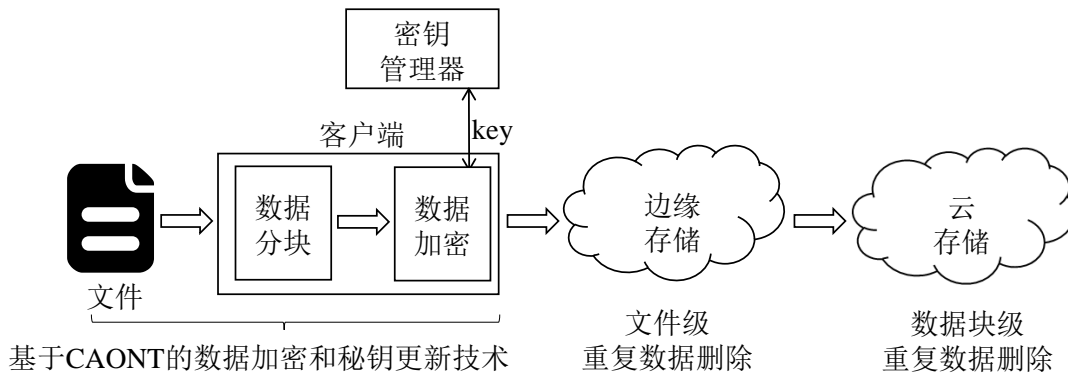 密钥
管理器
客户端
key
数据
分块
数据
加密
边缘
存储
云
存储
文件
文件级
重复数据删除
数据块级
重复数据删除
基于CAONT的数据加密和秘钥更新技术